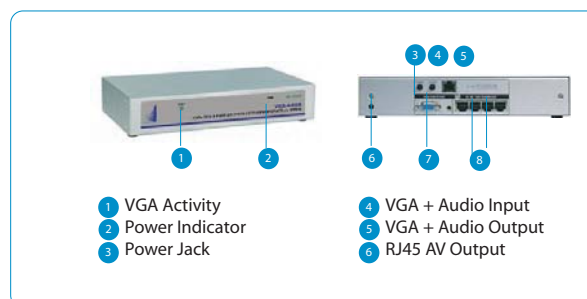 3 4 5
1 2
6 7 8
1 VGA Activity
2 Power Indicator
3 Power Jack
4 VGA + Audio Input
5 VGA + Audio Output
6 RJ45 AV Output